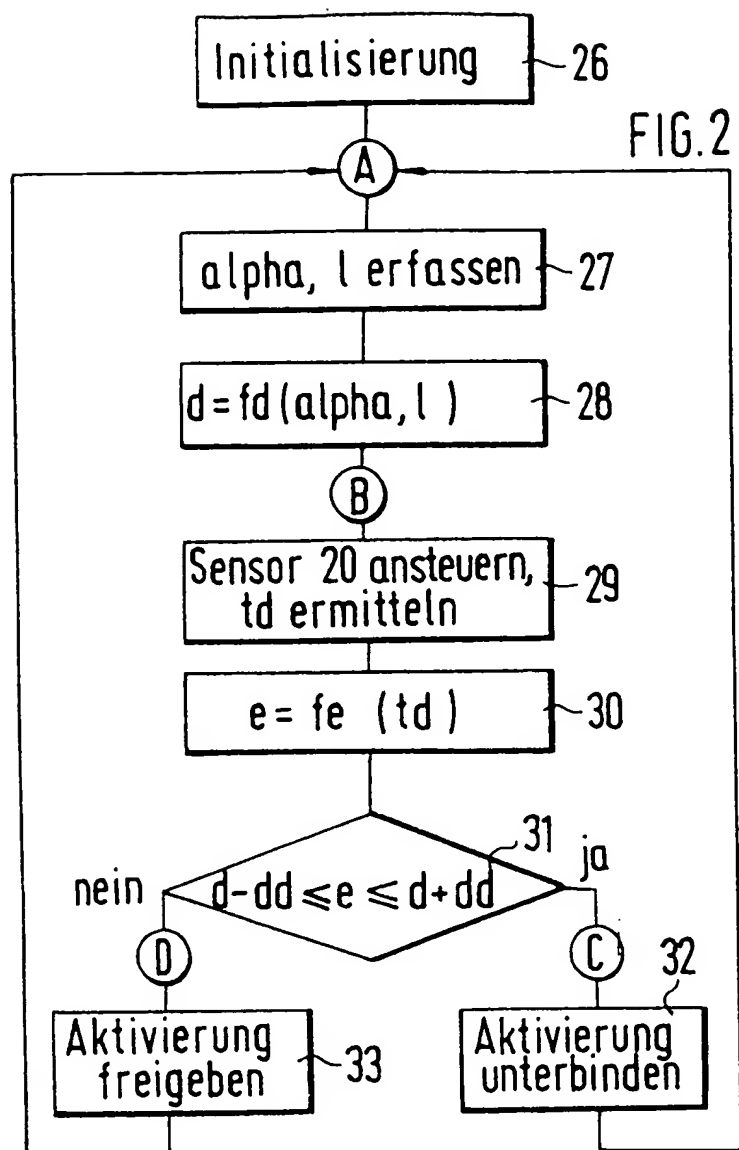 Initialisierung
26
FIG.2
A
alpha, l erfassen
27
d=fd(alpha, l )
28
B
Sensor 20 ansteuern,
td ermitteln
29
e= fe (td)
30
31
nein
d-dd ≤ e ≤ d+dd
ja
D
C
32
Aktivierung
freigeben
33
Aktivierung
unterbinden